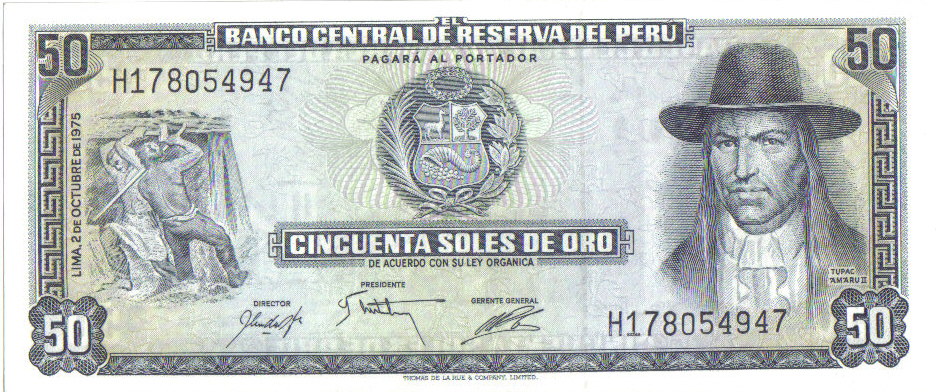 EL
50 BANCO CENTRAL DE RESERVA DEL PERÚ 50
PAGARÁ AL PORTADOR
H178054947
LIMA, 2 DE OCTUBRE DE 1975
CINCUENTA SOLES DE ORO
DE ACUERDO CON SU LEY ORGANICA
TUPAC
AMARU II
DIRECTOR
PRESIDENTE
GERENTE GENERAL
50
H178054947
50
THOMAS DE LA RUE & COMPANY, LIMITED.